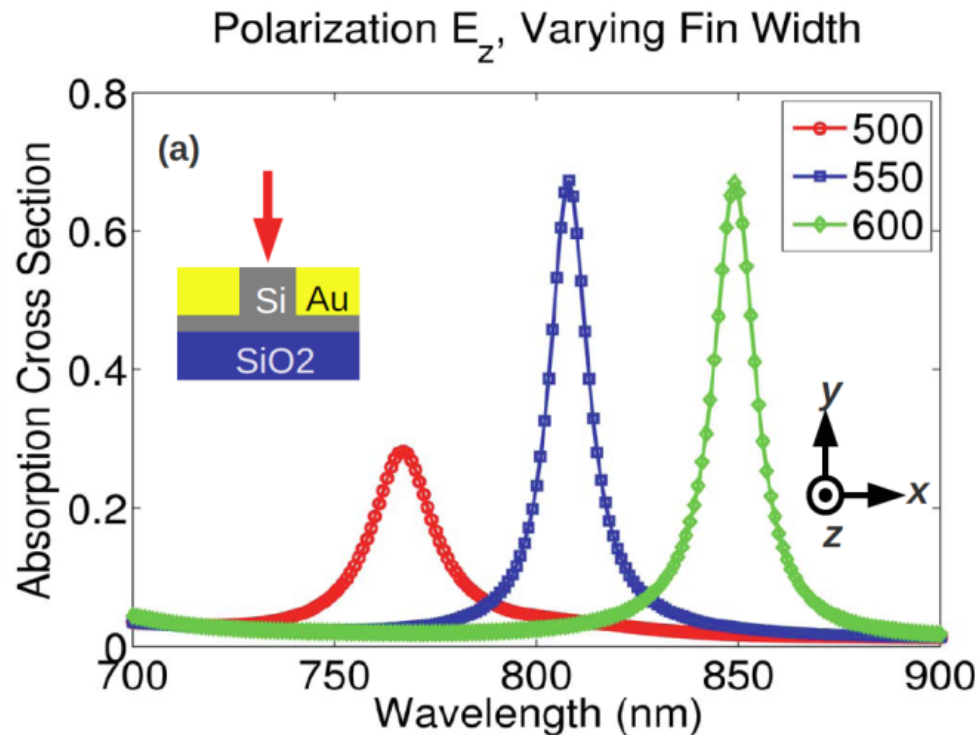 Polarization E_z, Varying Fin Width
Absorption Cross Section
0.8
0.6
0.4
0.2
0
(a)
Si
Au
SiO2
500
550
600
y
x
z
700
750
800
850
900
Wavelength (nm)